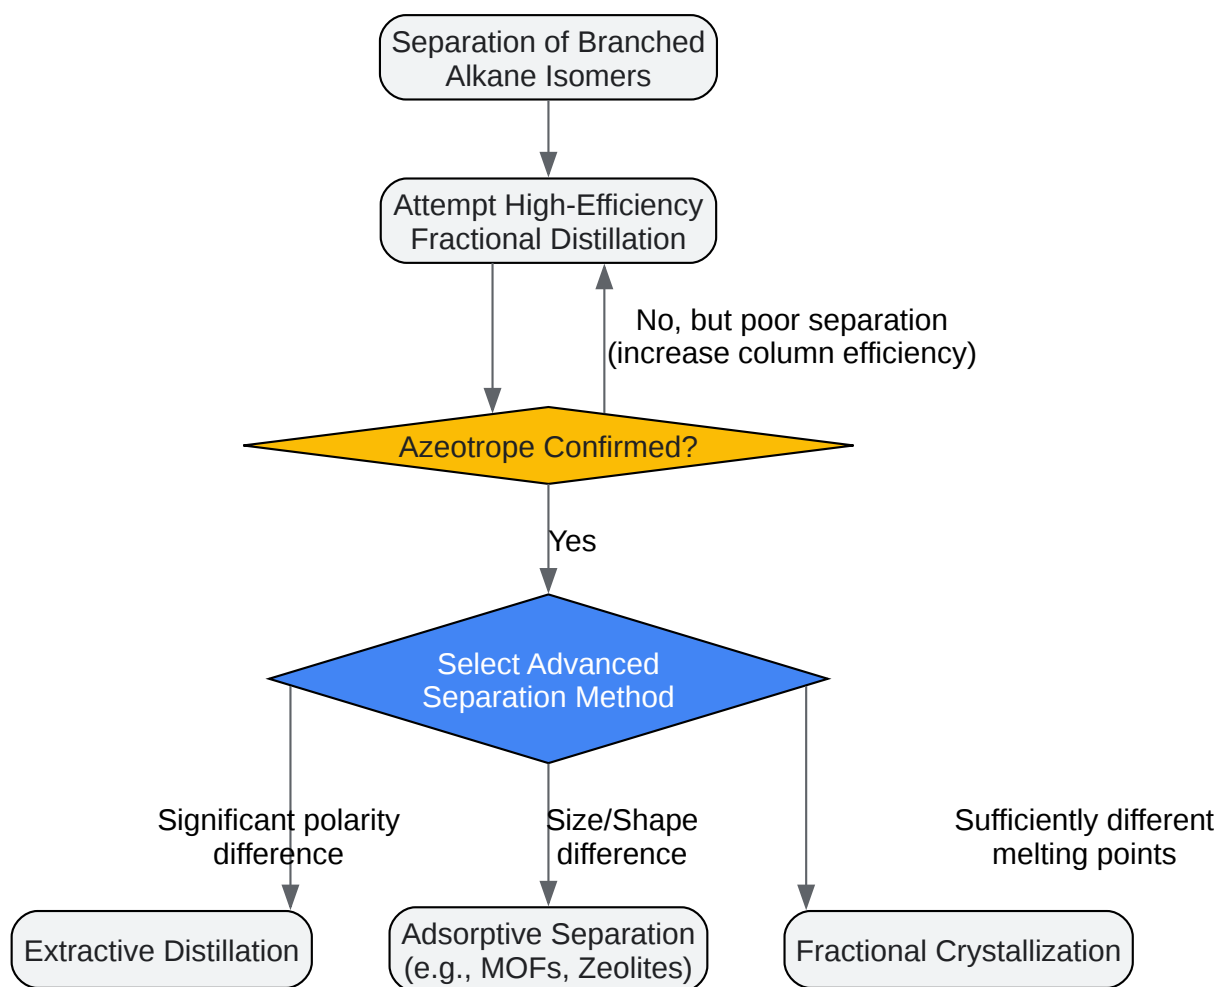 Separation of Branched
Alkane Isomers
Attempt High-Efficiency
Fractional Distillation
No, but poor separation
(increase column efficiency)
Azeotrope Confirmed?
Yes
Select Advanced
Separation Method
Significant polarity
difference
Size/Shape
difference
Sufficiently different
melting points
Extractive Distillation
Adsorptive Separation
(e.g., MOFs, Zeolites)
Fractional Crystallization